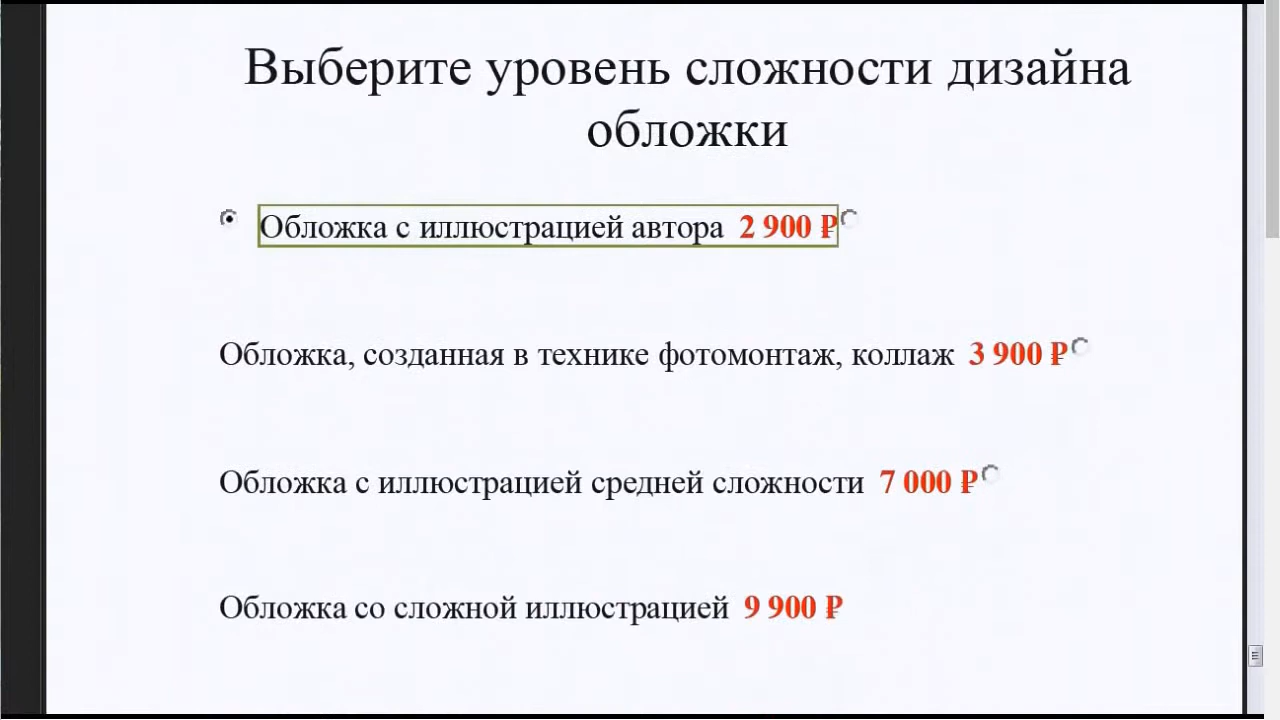 Выберите уровень сложности дизайна
обложки
Обложка с иллюстрацией автора 2 900 ₽
Обложка, созданная в технике фотомонтаж, коллаж 3 900 ₽
Обложка с иллюстрацией средней сложности 7 000 ₽
Обложка со сложной иллюстрацией 9 900 ₽